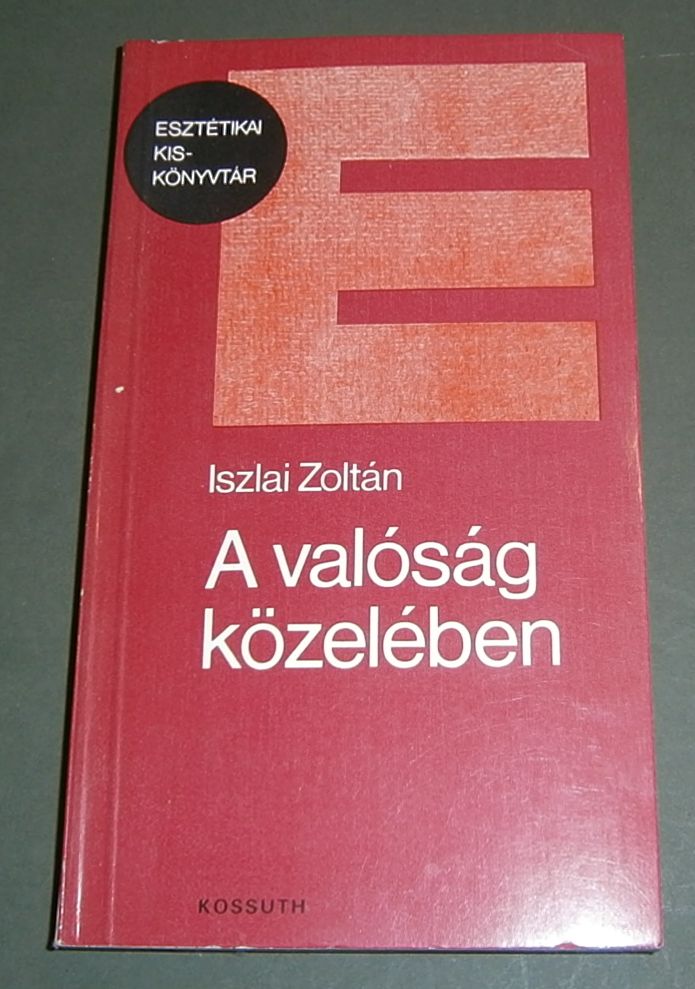 ESZTÉTIKAI
KIS-
KÖNYVTÁR
E
Iszlai Zoltán
A valóság
közelében
KOSSUTH